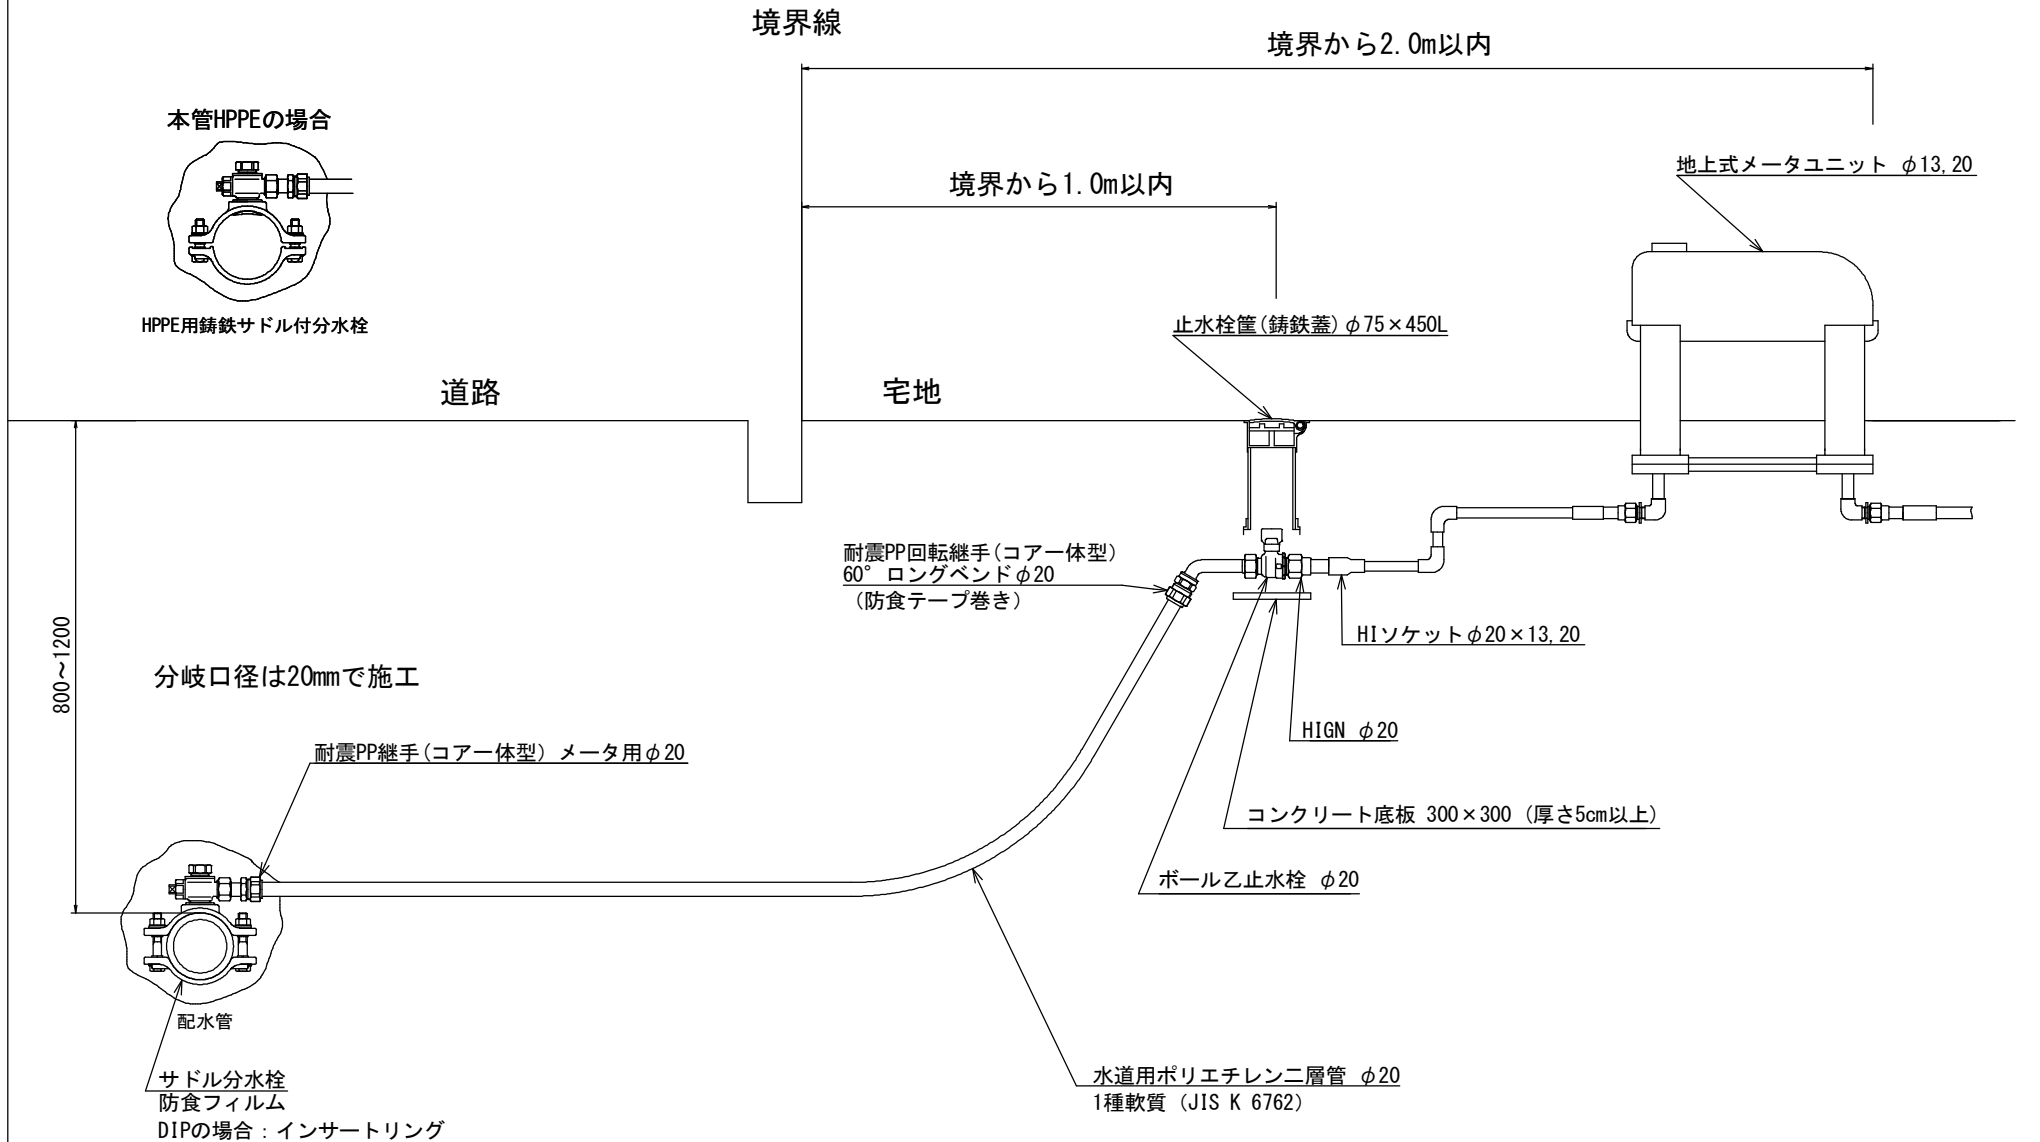 境界線
境界から2.0m以内
本管HPPEの場合
地上式メータユニット φ13,20
境界から1.0m以内
HPPE用鋳鉄サドル付分水栓
止水栓筐(鋳鉄蓋)φ75×450L
道路
宅地
耐震PP回転継手(コア一体型)
60°ロングベンドφ20
(防食テープ巻き)
800~1200
HIソケットφ20×13,20
分岐口径は20mmで施工
HIGN φ20
耐震PP継手(コア一体型) メータ用φ20
コンクリート底板 300×300 (厚さ5cm以上)
ボール乙止水栓 φ20
配水管
サドル分水栓
防食フィルム
DIPの場合：インサートリング
水道用ポリエチレン二層管 φ20
1種軟質 (JIS K 6762)